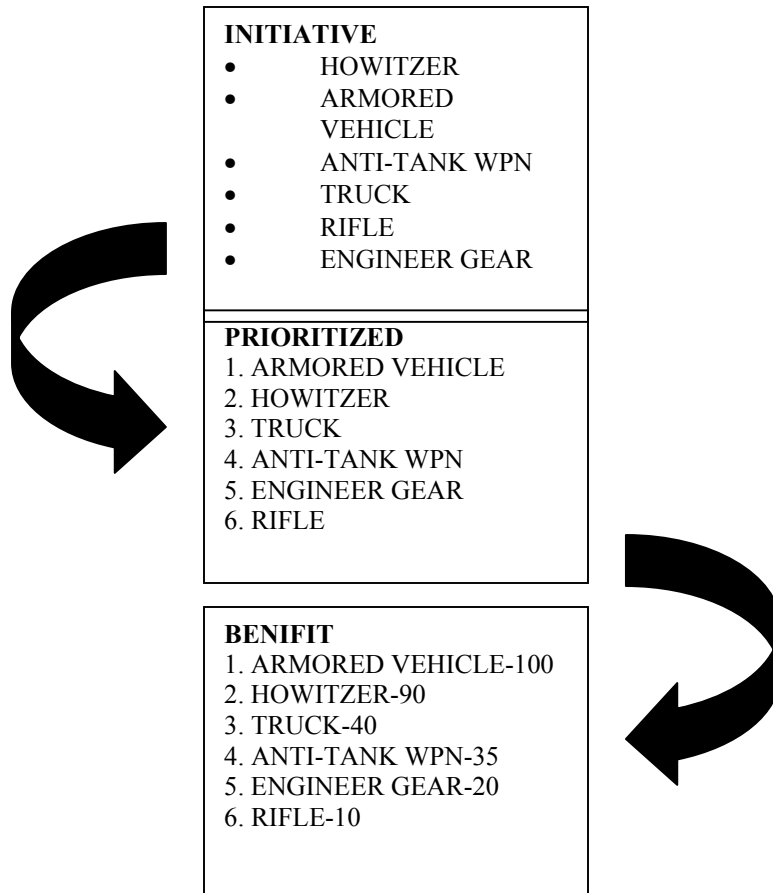 INITIATIVE
• HOWITZER
• ARMORED
VEHICLE
• ANTI-TANK WPN
• TRUCK
• RIFLE
• ENGINEER GEAR
PRIORITIZED
1. ARMORED VEHICLE
2. HOWITZER
3. TRUCK
4. ANTI-TANK WPN
5. ENGINEER GEAR
6. RIFLE
BENIFIT
1. ARMORED VEHICLE-100
2. HOWITZER-90
3. TRUCK-40
4. ANTI-TANK WPN-35
5. ENGINEER GEAR-20
6. RIFLE-10